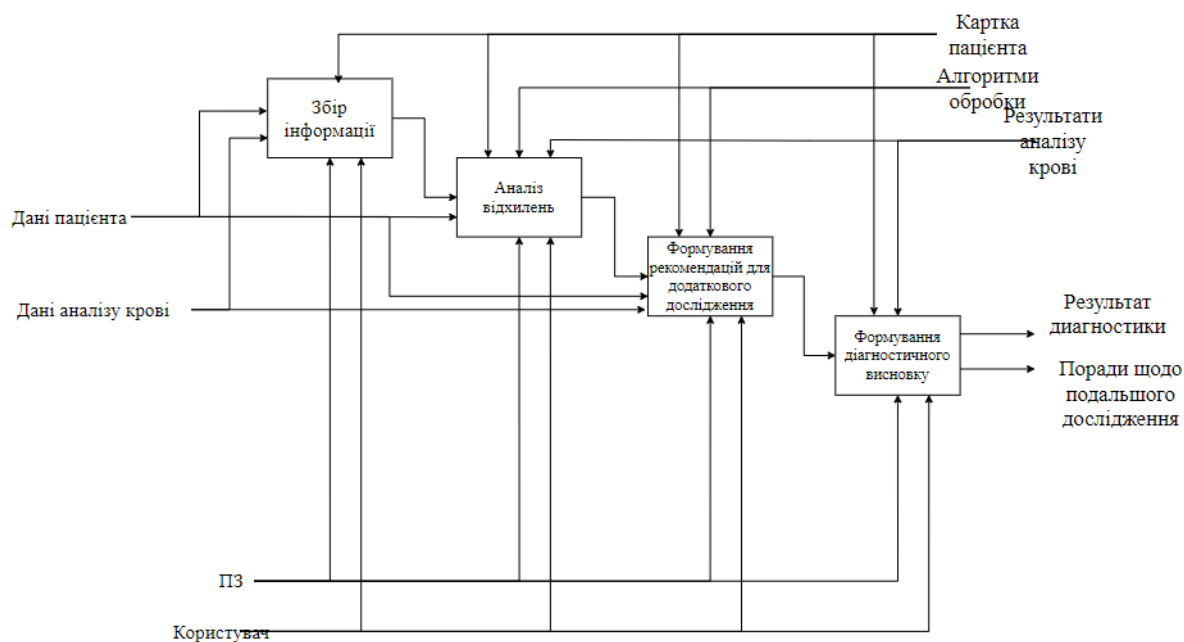 Картка
пацієнта
Алгоритми
обробки
Результати
аналізу
крові
Збір
інформації
Аналіз
відхилень
Дані пацієнта
Формування
рекомендацій для
додаткового
дослідження
Дані аналізу крові
Формування
діагностичного
висновку
Результат
диагностики
Поради щодо
подальшого
дослідження
ПЗ
Користувач